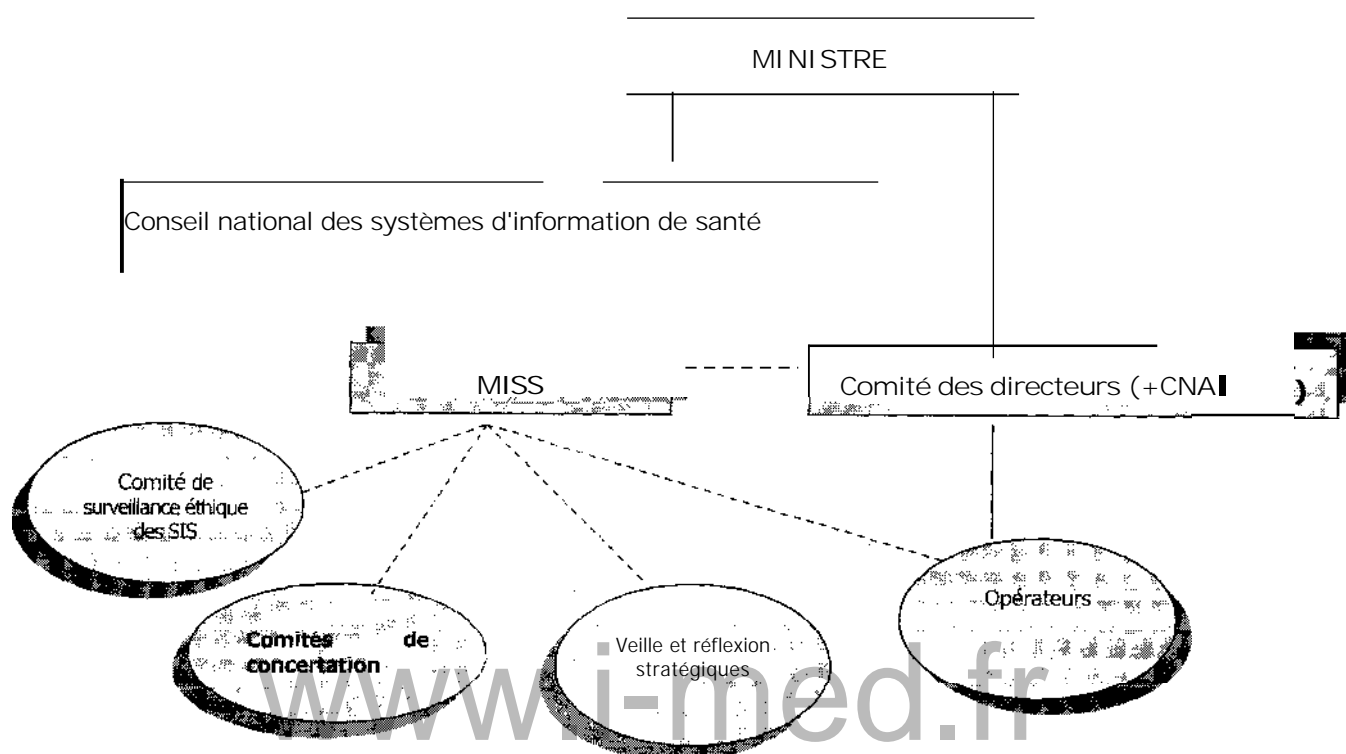 MINISTRE
Conseil national des systèmes d'information de santé
MISS
Comité des directeurs (+CNAI )
Comité de
surveillance éthique
des SIS
Opérateurs
Comités de
concertation
Veille et réflexion
stratégiques
www.i-med.fr